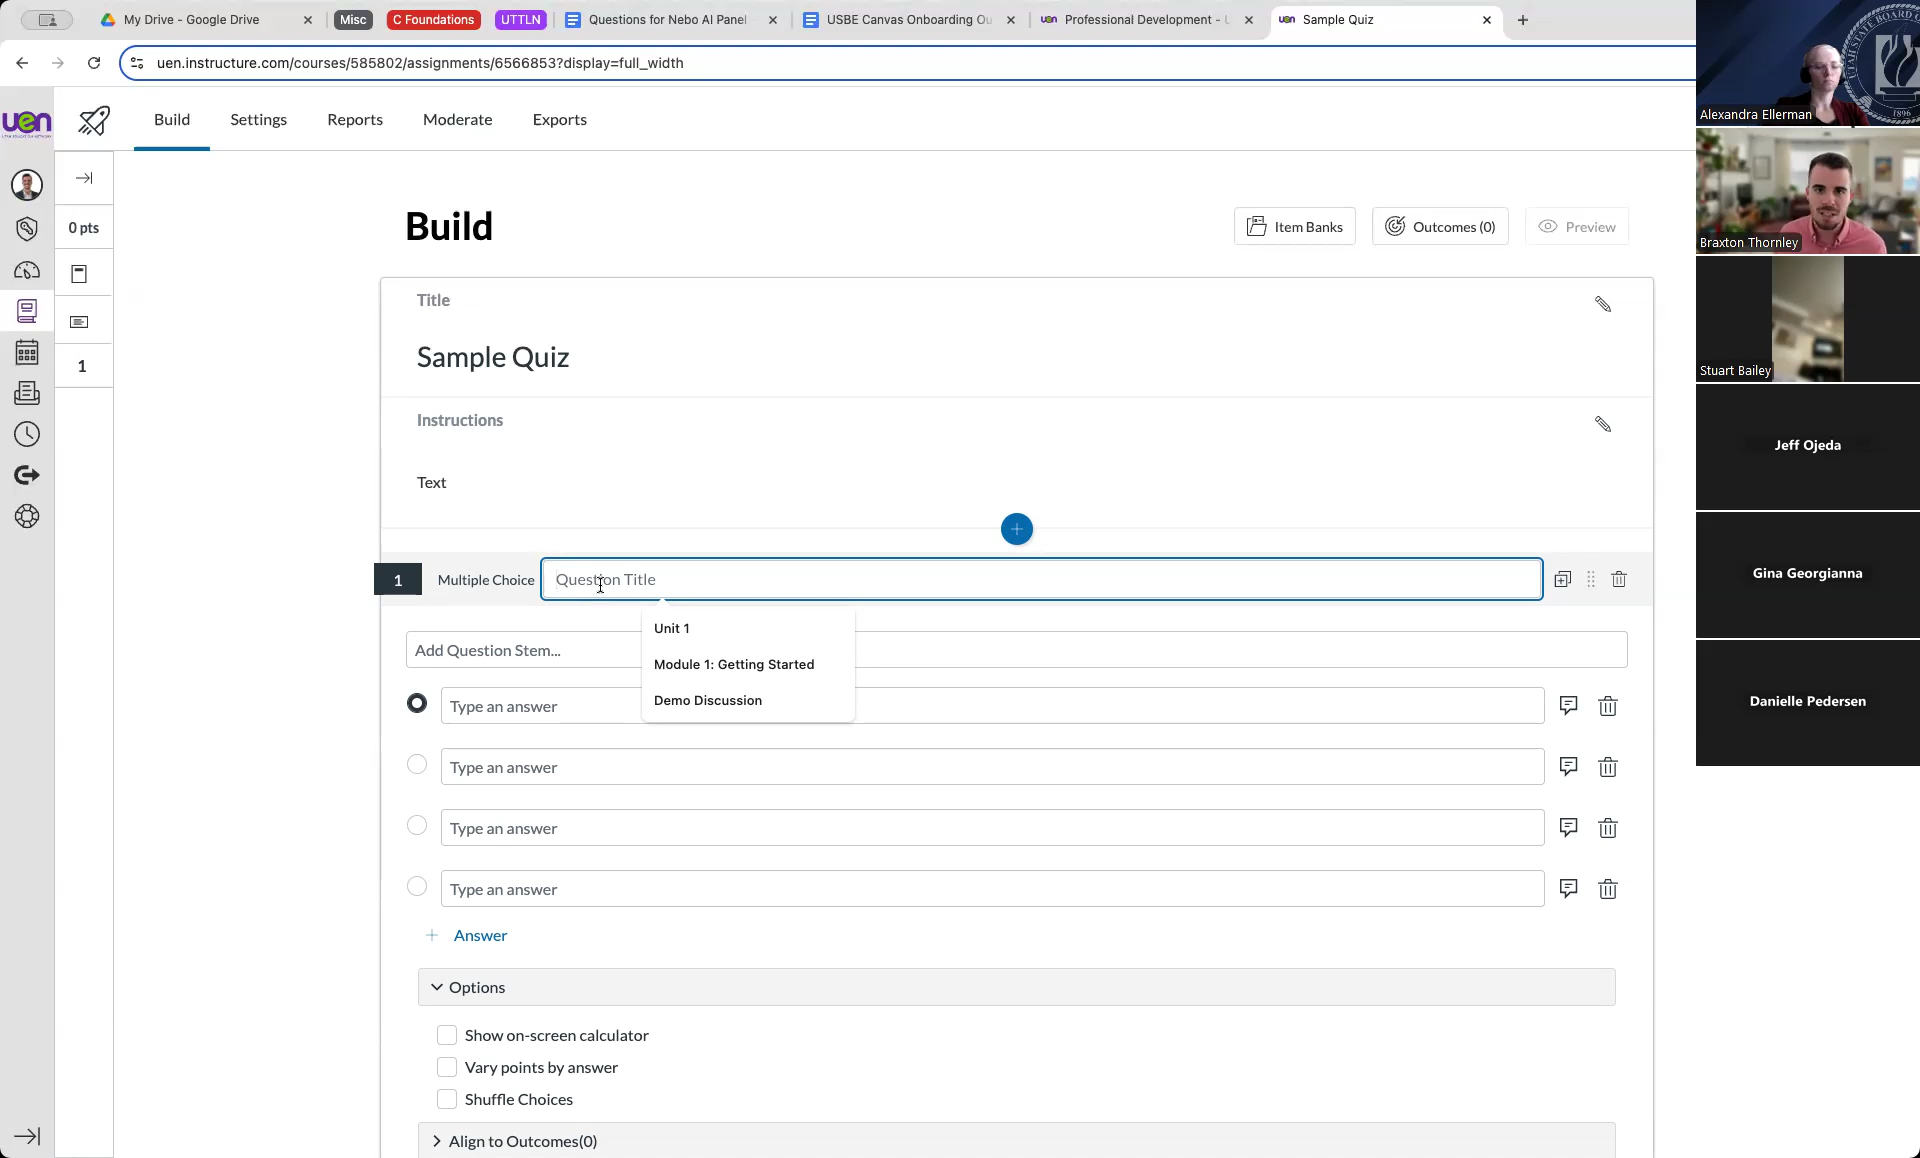 My Drive - Google Drive
Misc
C Foundations
UTTLN
Questions for Nebo AI Panel
USBE Canvas Onboarding Ou
Professional Development - U
Sample Quiz
uen.instructure.com/courses/585802/assignments/6566853?display=full_width
uen
Build
Settings
Reports
Moderate
Exports
Alexandra Ellerman
1896
0 pts
Build
Item Banks
Outcomes (0)
Preview
Braxton Thornley
Title
Sample Quiz
Stuart Bailey
1
Instructions
Text
Jeff Ojeda
1
Multiple Choice
Question Title
Gina Georgianna
Unit 1
Module 1: Getting Started
Demo Discussion
Add Question Stem...
Danielle Pedersen
Type an answer
Type an answer
Type an answer
Type an answer
Answer
Options
Show on-screen calculator
Vary points by answer
Shuffle Choices
Align to Outcomes(0)